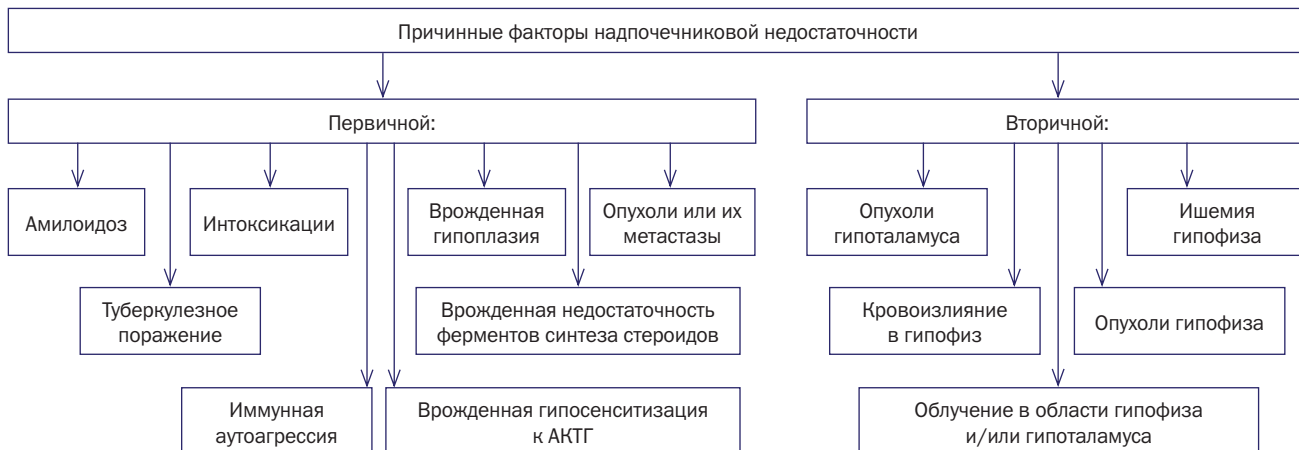 Причинные факторы надпочечниковой недостаточности
Первичной:
Вторичной:
Амилоидоз
Интоксикации
Врожденная
гипоплазия
Опухоли или их
метастазы
Опухоли
гипоталамуса
Ишемия
гипофиза
Туберкулезное
поражение
Врожденная недостаточность
ферментов синтеза стероидов
Кровоизлияние
в гипофиз
Опухоли гипофиза
Иммунная
аутоагрессия
Врожденная гипосенситизация
к АКТГ
Облучение в области гипофиза
и/или гипоталамуса